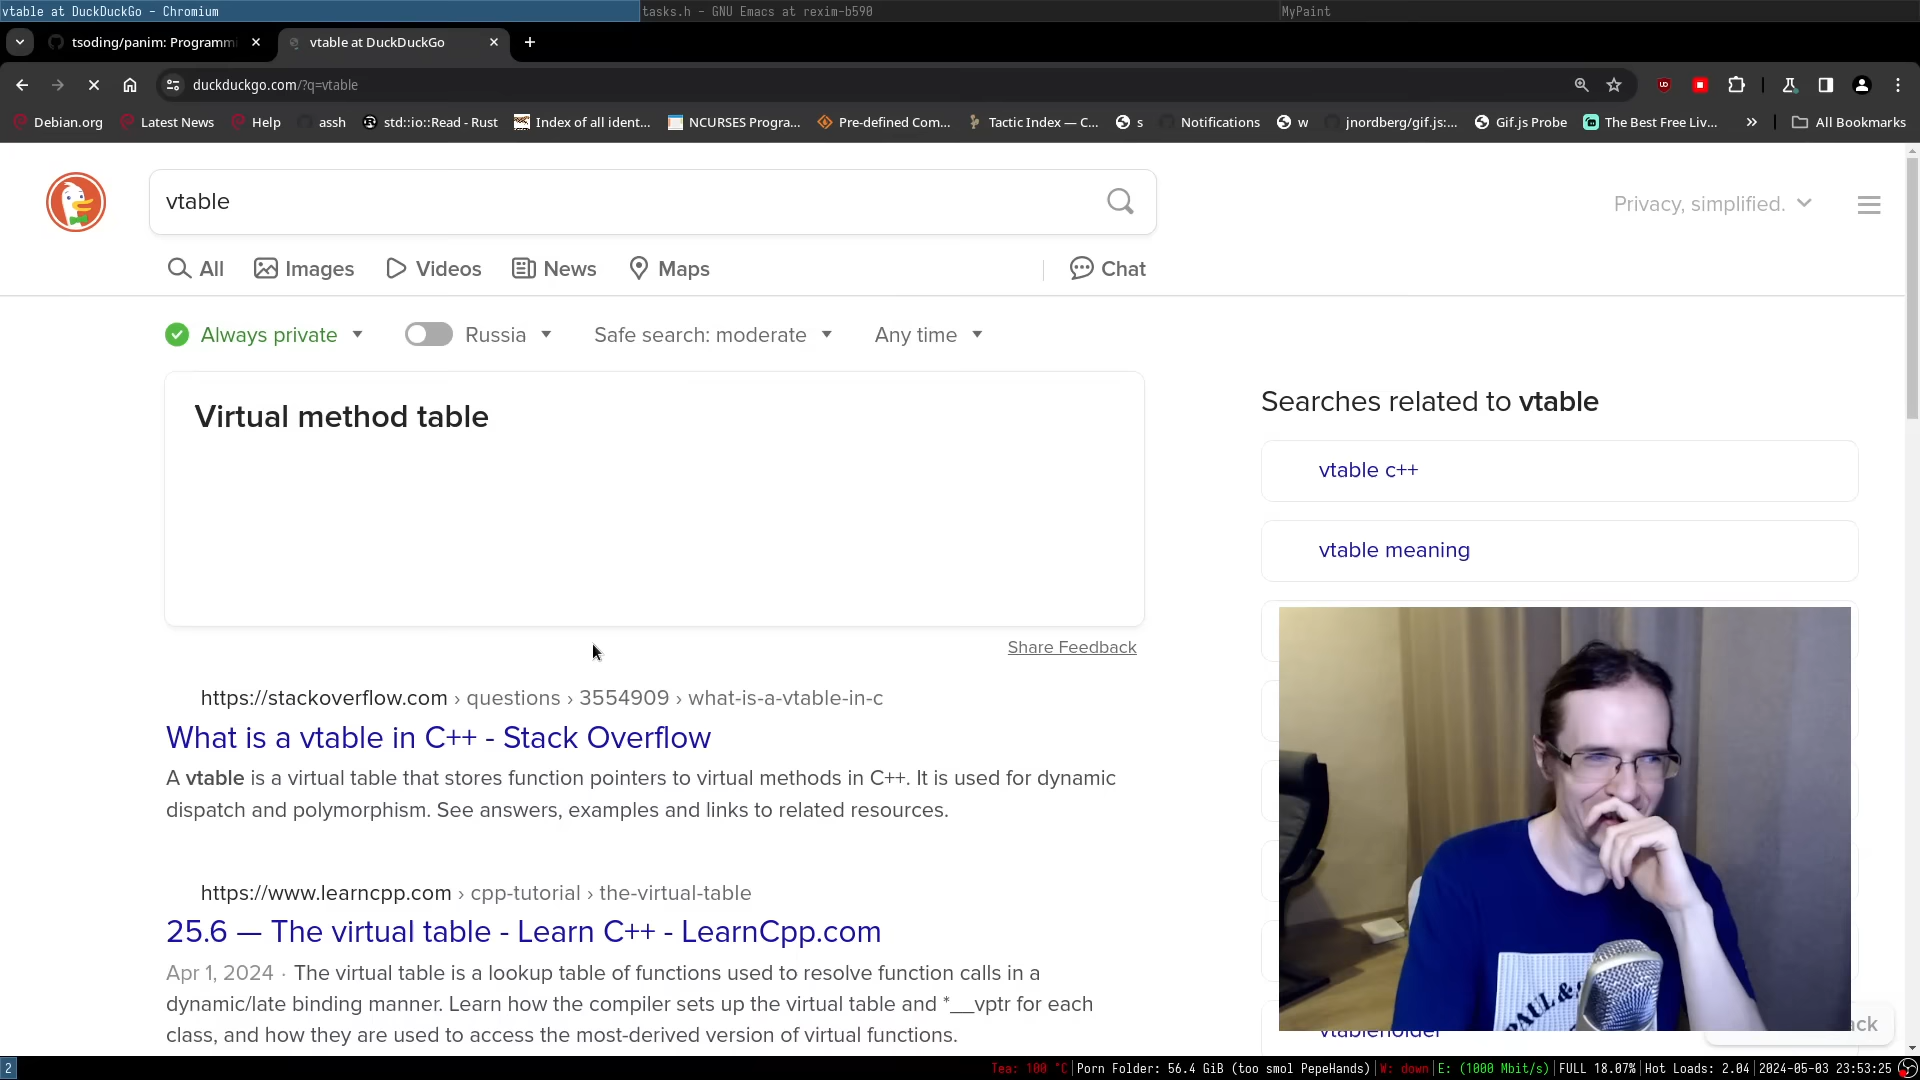 vtable at DuckDuckGo - Chromium
tasks.h - GNU Emacs at rexim-b590
MyPaint
tsoding/panim: Programmi
vtable at DuckDuckGo
duckduckgo.com/?q=vtable
Debian.org
Latest News
Help
assh
std::io::Read - Rust
Index of all ident...
NCURSES Progra...
Pre-defined Com...
Tactic Index — C...
s
Notifications
w
jnordberg/gif.js:...
Gif.js Probe
The Best Free Liv...
All Bookmarks
vtable
Privacy, simplified.
All
Images
Videos
News
Maps
Chat
Always private
Russia
Safe search: moderate
Any time
Virtual method table
Share Feedback
https://stackoverflow.com › questions › 3554909 › what-is-a-vtable-in-c
What is a vtable in C++ - Stack Overflow
A vtable is a virtual table that stores function pointers to virtual methods in C++. It is used for dynamic
dispatch and polymorphism. See answers, examples and links to related resources.
https://www.learncpp.com › cpp-tutorial › the-virtual-table
25.6 — The virtual table - Learn C++ - LearnCpp.com
Apr 1, 2024 · The virtual table is a lookup table of functions used to resolve function calls in a
dynamic/late binding manner. Learn how the compiler sets up the virtual table and *__vptr for each
class, and how they are used to access the most-derived version of virtual functions.
Searches related to vtable
vtable c++
vtable meaning
PAUL &
vtableholder
ck
2
Tea: 100 °C|Porn Folder: 56.4 GiB (too smol PepeHands)|W: down|E: (1000 Mbit/s)|FULL 18.07%|Hot Loads: 2.04|2024-05-03 23:53:25